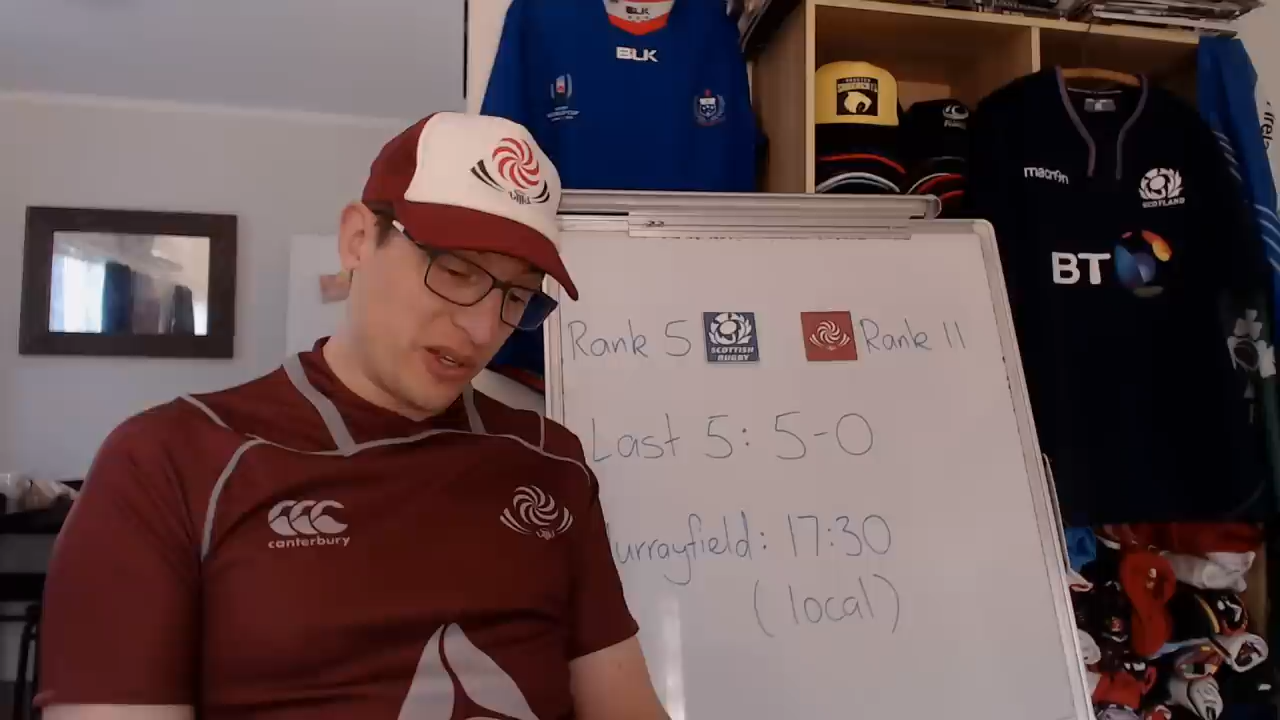 BLK
BLK
macron
SCOTLAND
BT
Rank 5
SCOTTISH
RUGBY
Rank 11
Last 5: 5-0
urrayfield: 17:30
(local)
canterbury